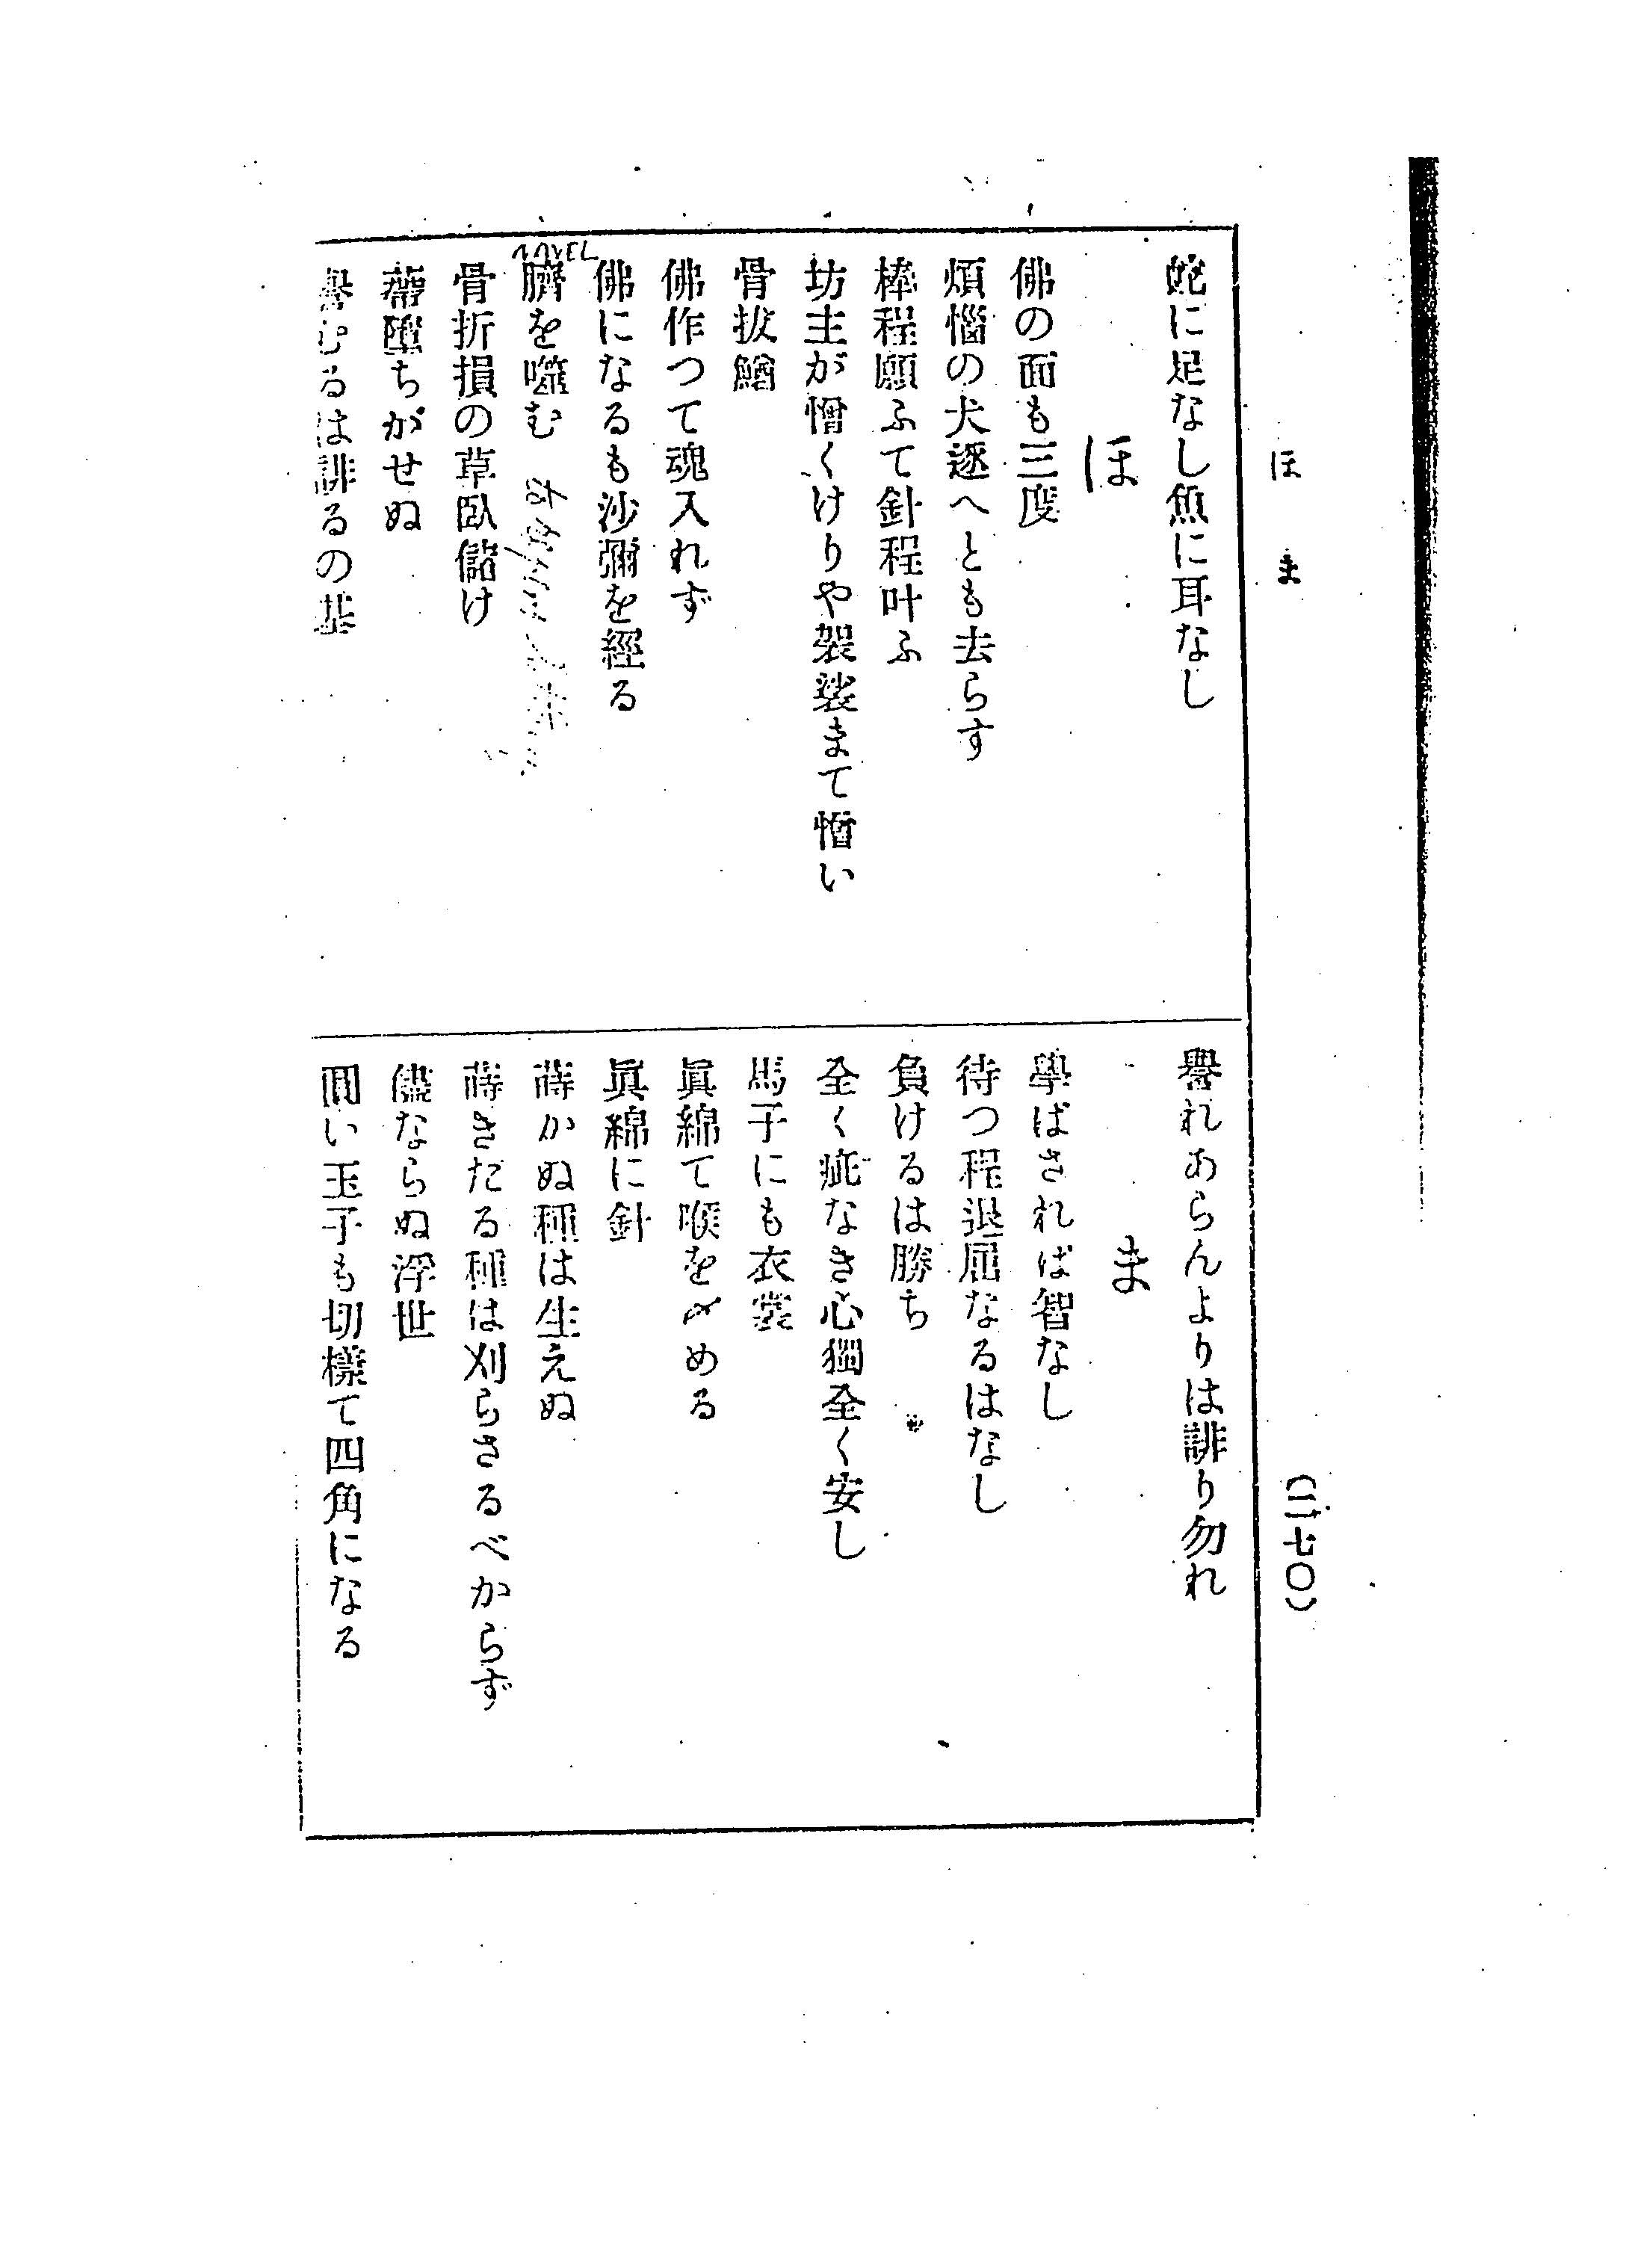 ほ ま
(二七〇)
蛇に足なし魚に耳なし
ほ
佛の面も三度
煩惱の犬逐へとも去らす
棒程願ふて針程叶ふ
坊主が憎くけりや袈裟まて憎い
骨拔鰌
佛作つて魂入れず
佛になるも沙彌を經る
NAVEL
臍を噬む
骨折損の草臥儲け
蔕墮ちがせぬ
譽むるは誹るの基
譽れあらんよりは誹り勿れ
ま
學ばされば智なし
待つ程退屈なるはなし
負けるは勝ち
全く疵なき心獨全く安し
馬子にも衣裳
眞綿て喉を〆める
眞綿に針
蒔かぬ種は生えぬ
蒔きたる種は刈らさるべからず
儘ならぬ浮世
圓い玉子も切樣て四角になる